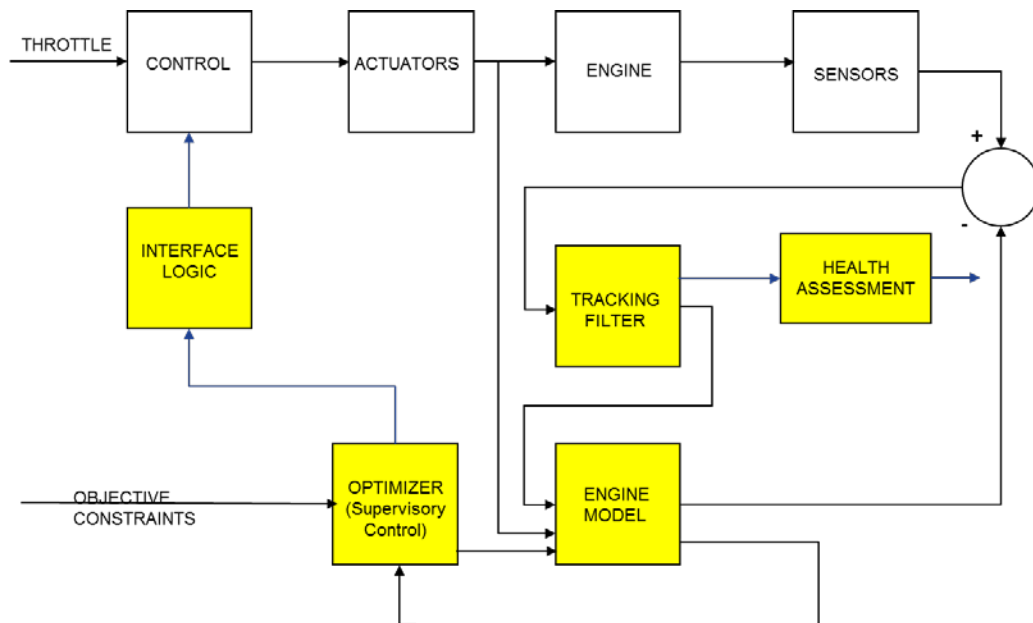 THROTTLE
CONTROL
ACTUATORS
ENGINE
SENSORS
+
-
INTERFACE
LOGIC
TRACKING
FILTER
HEALTH
ASSESSMENT
OBJECTIVE
CONSTRAINTS
OPTIMIZER
(Supervisory
Control)
ENGINE
MODEL